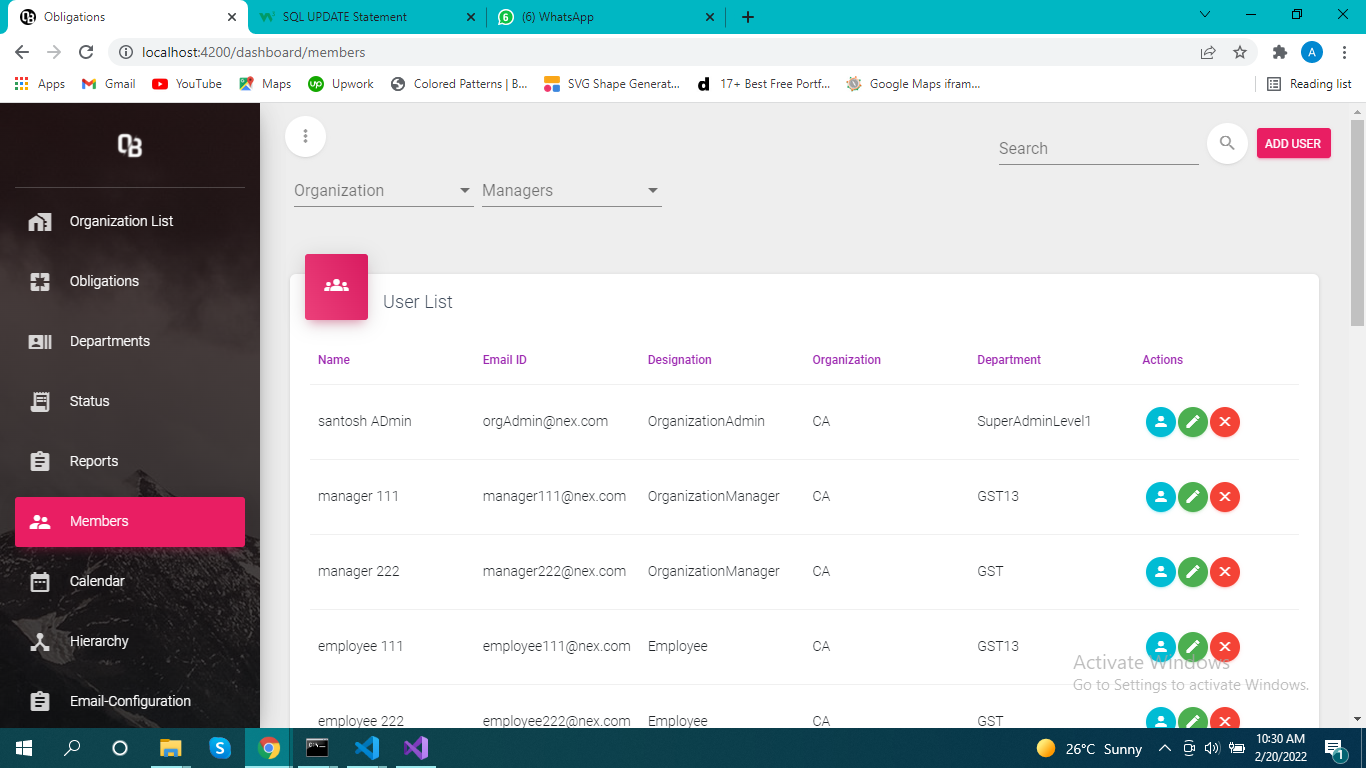 Obligations
SQL UPDATE Statement
(6) WhatsApp
localhost:4200/dashboard/members
A
Apps
Gmail
YouTube
Maps
up Upwork
Colored Patterns | B...
SVG Shape Generat...
d 17+ Best Free Portf...
Google Maps ifram...
Reading list
OB
Organization List
Obligations
Departments
Status
Reports
Members
Calendar
Hierarchy
Email-Configuration
Search
ADD USER
Organization
Managers
User List
Name Email ID Designation Organization Department Actions
santosh ADmin orgAdmin@nex.com OrganizationAdmin CA SuperAdminLevel1
manager 111 manager111@nex.com OrganizationManager CA GST13
manager 222 manager222@nex.com OrganizationManager CA GST
employee 111 employee111@nex.com Employee CA GST13
employee 222 employee222@nex.com Employee CA GST
Activate Windows
Go to Settings to activate Windows.
26°C Sunny
10:30 AM
2/20/2022
1